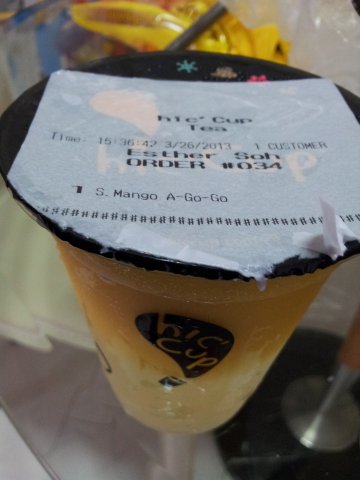 hic' Cup
Tea
Time: 15:36:42 3/26/2013 1 CUSTOMER
Esther Soh
ORDER #034
1 S.Mango A-Go-Go
hic'
cup